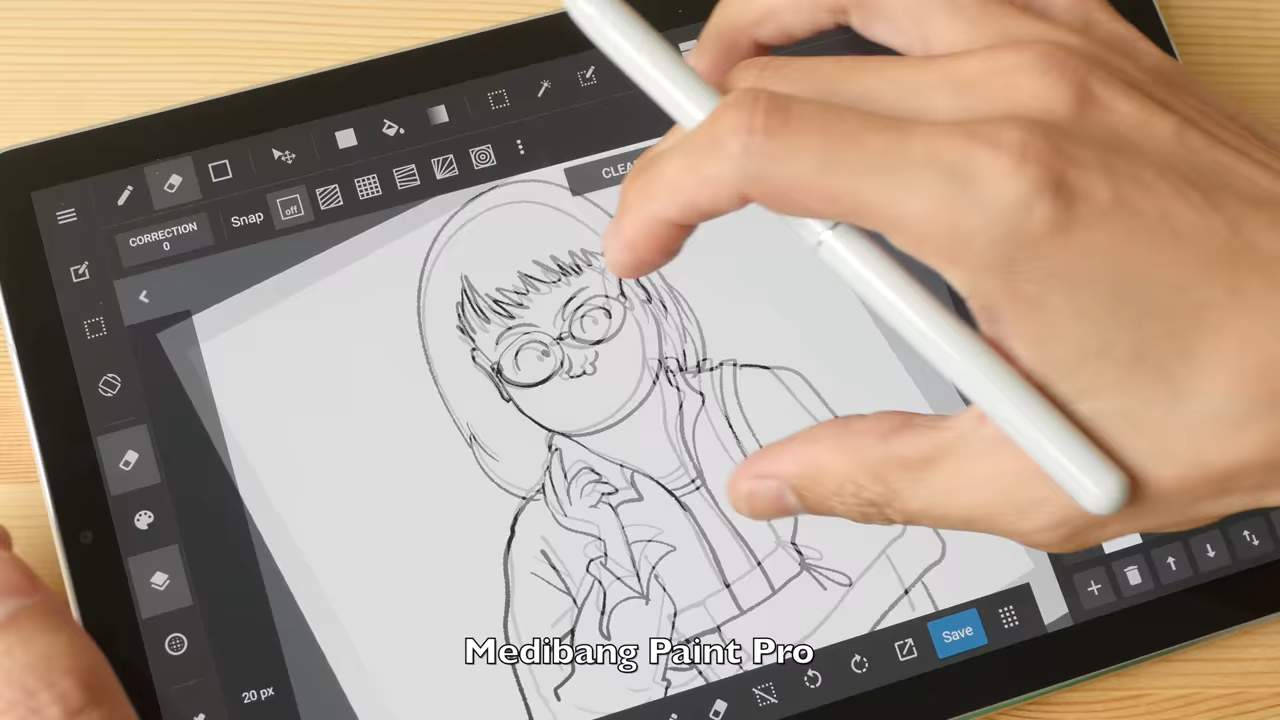 CORRECTION
0
Snap
off
CLEA
20 px
Save
Medibang Paint Pro